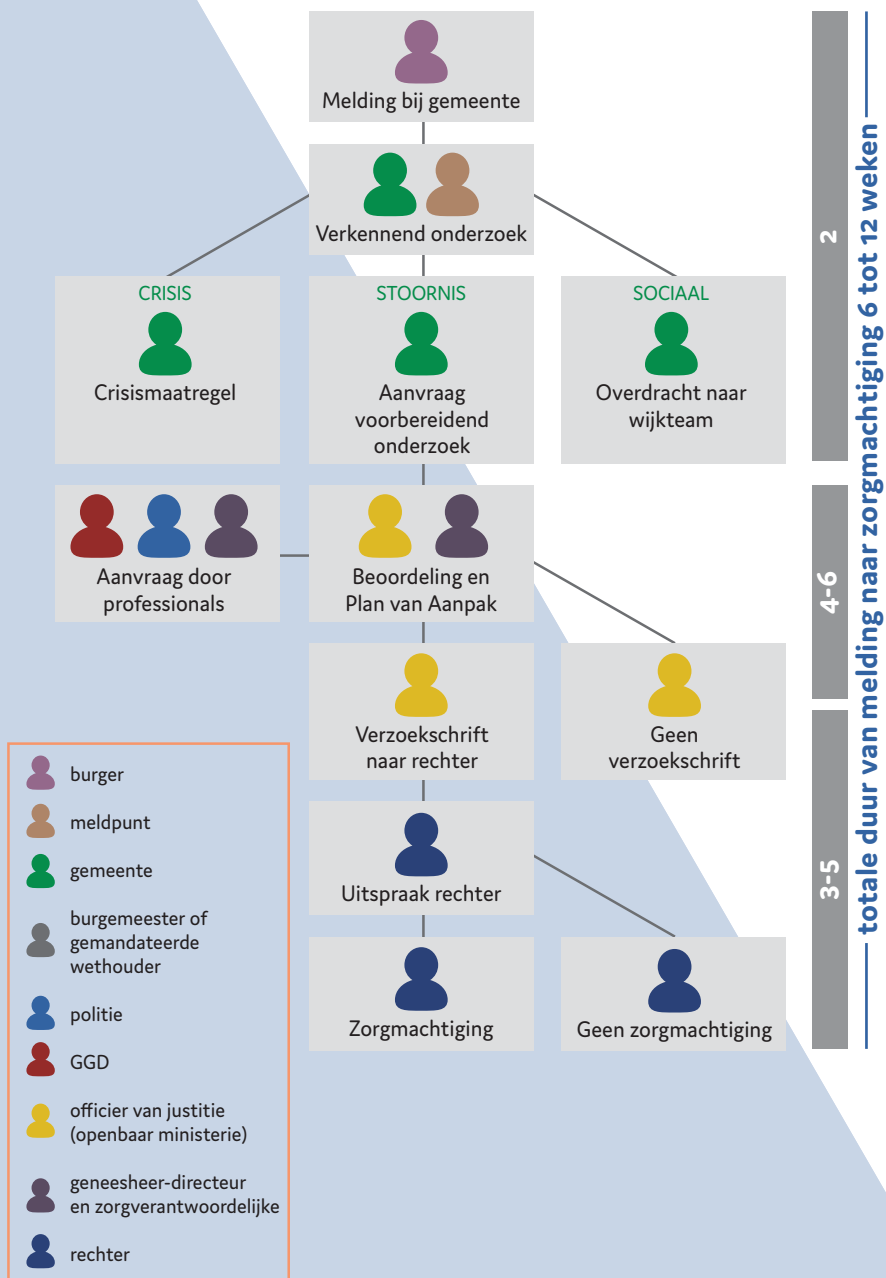 Melding bij gemeente
Verkennend onderzoek
CRISIS
Crisismaatregel
STOORNIS
Aanvraag
voorbereidend
onderzoek
SOCIAAL
Overdracht naar
wijkteam
Aanvraag door
professionals
Beoordeling en
Plan van Aanpak
Verzoekschrift
naar rechter
Geen
verzoekschrift
Uitspraak rechter
Zorgmachtiging
Geen zorgmachtiging
2
4-6
3-5
totale duur van melding naar zorgmachtiging 6 tot 12 weken
burger
meldpunt
gemeente
burgemeester of
gemandateerde
wethouder
politie
GGD
officier van justitie
(openbaar ministerie)
geneesheer-directeur
en zorgverantwoordelijke
rechter